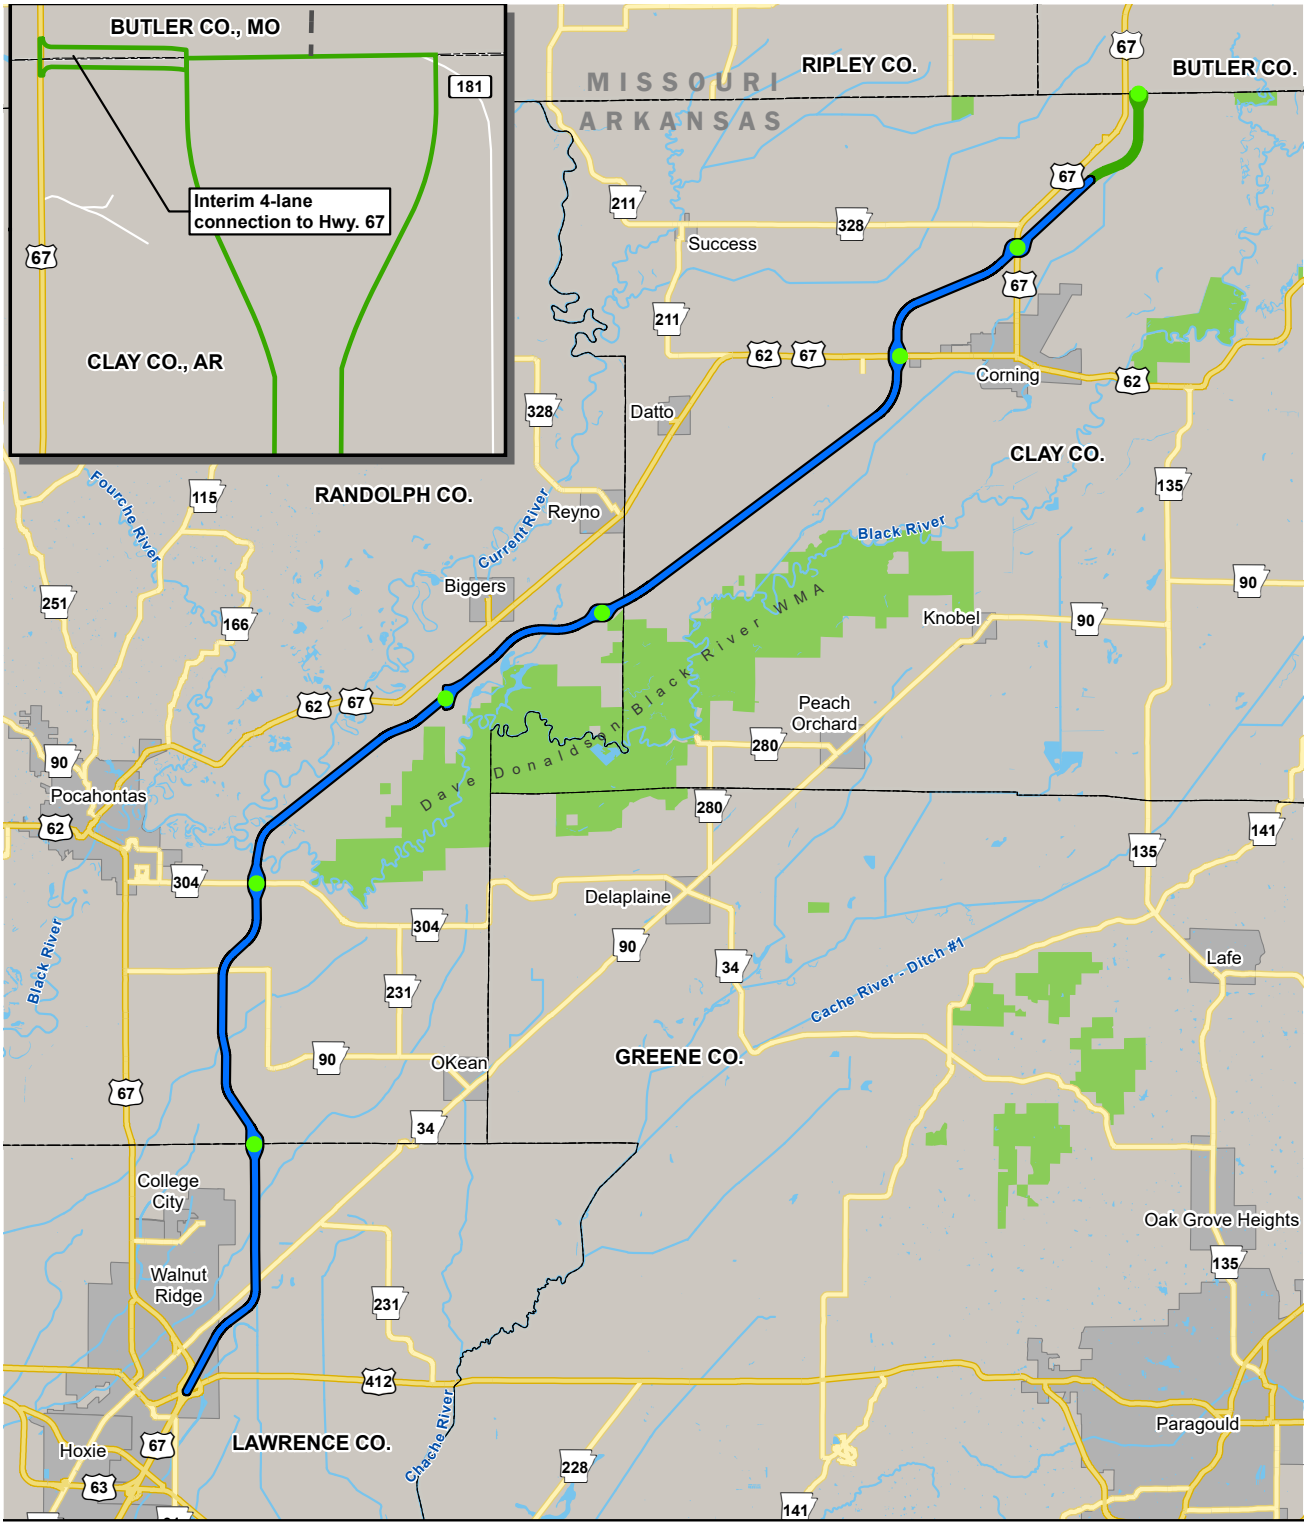 BUTLER CO., MO
181
Interim 4-lane
connection to Hwy. 67
67
CLAY CO., AR
MISSOURI
ARKANSAS
RIPLEY CO.
67
BUTLER CO.
67
211
328
Success
67
211
62
67
Corning
62
328
Datto
CLAY CO.
Fourche River
115
RANDOLPH CO.
135
Reyno
Current River
Black River
90
Biggers
251
166
Knobel
90
Dave Donaldson Black River WMA
62
67
Peach
Orchard
280
90
Pocahontas
280
62
141
135
304
Delaplaine
304
90
34
Lafe
Black River
231
Cache River - Ditch #1
90
OKean
GREENE CO.
67
34
College
City
Oak Grove Heights
135
Walnut
Ridge
231
412
Chache River
Paragould
67
LAWRENCE CO.
Hoxie
63
228
141